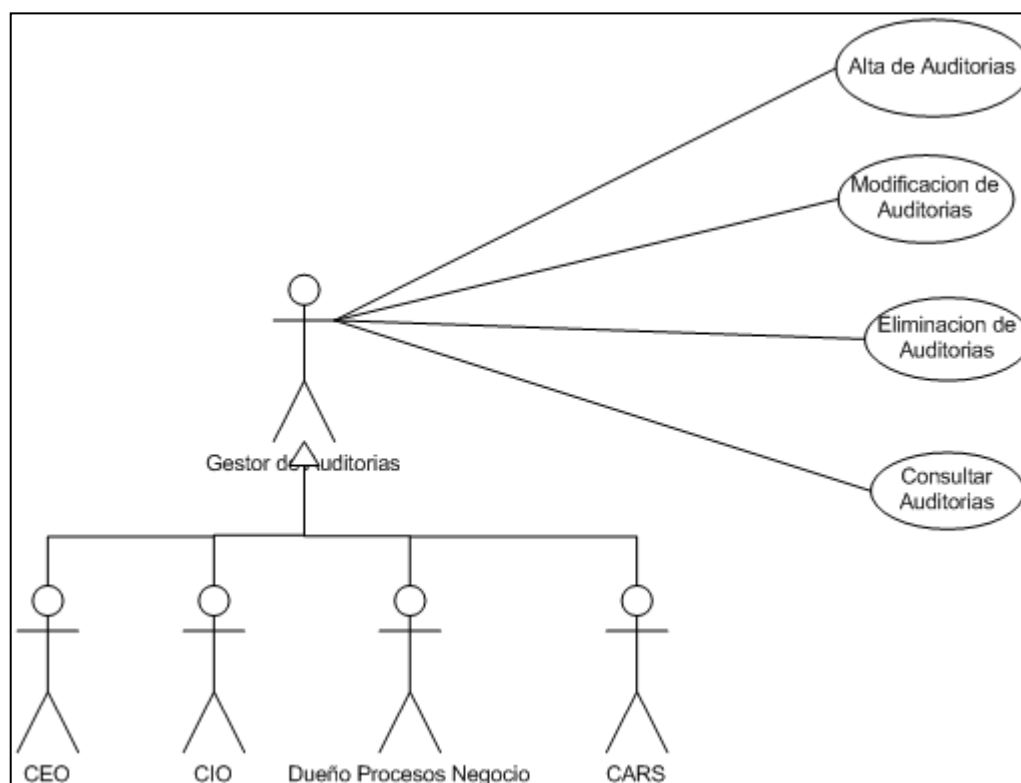 Alta de Auditorias
Modificacion de
Auditorias
Eliminacion de
Auditorias
Consultar
Auditorias
Gestor de Auditorias
CEO
CIO
Dueño Procesos Negocio
CARS